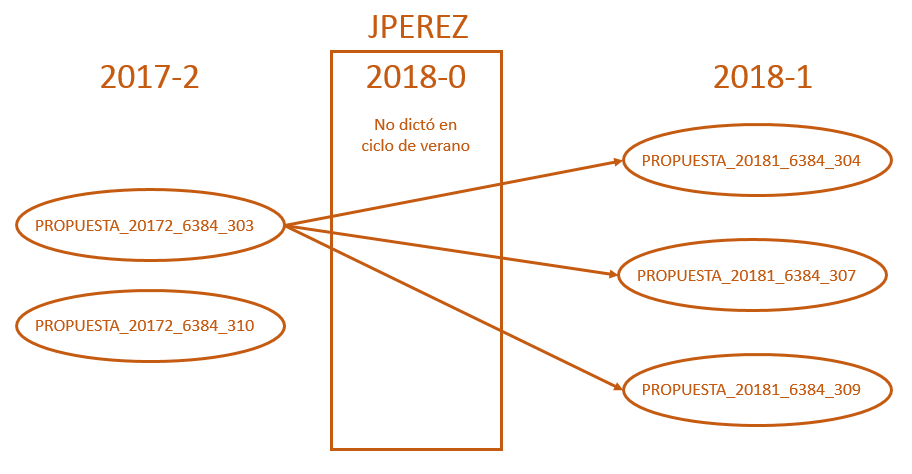 JPEREZ
2017-2
2018-0
2018-1
No dictó en
ciclo de verano
PROPUESTA_20172_6384_303
PROPUESTA_20172_6384_310
PROPUESTA_20181_6384_304
PROPUESTA_20181_6384_307
PROPUESTA_20181_6384_309